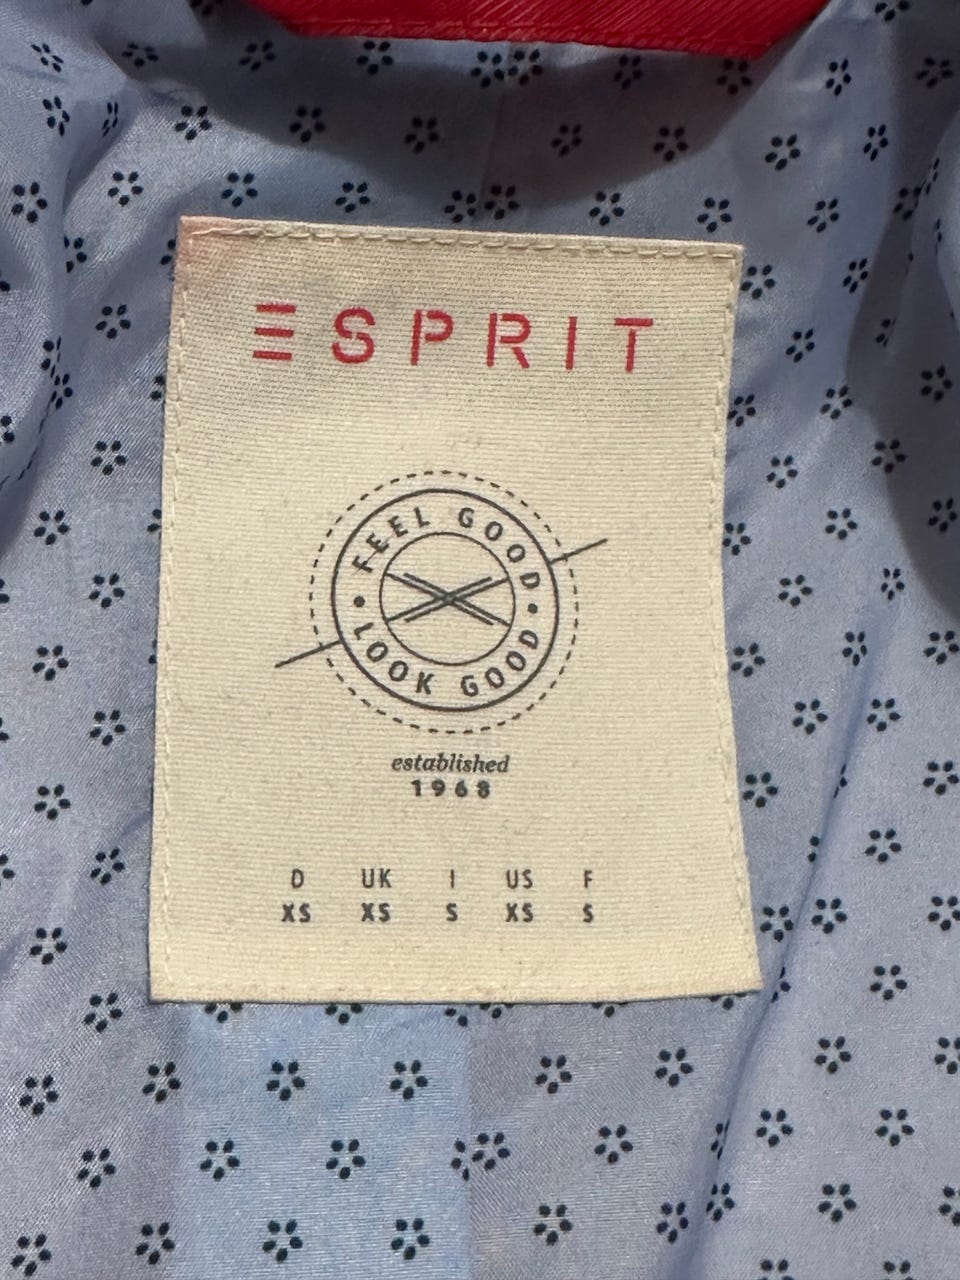 ESPRIT
FEEL GOOD
LOOK GOOD
established
1968
D UK I US F
XS XS S XS S